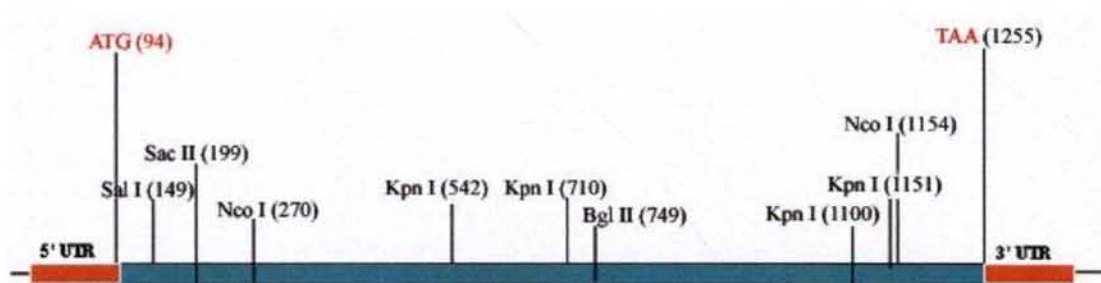 ATG (94)
TAA (1255)
Nco I (1154)
Sac II (199)
Sal I (149)
Kpn I (542)
Kpn I (710)
Kpn I (1151)
Nco I (270)
Bgl II (749)
Kpn I (1100)
5' UTR
3' UTR